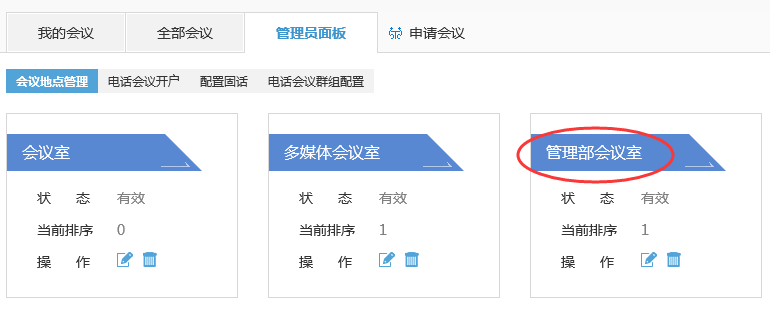 我的会议 全部会议 管理员面板 申请会议
会议地点管理 电话会议开户 配置固话 电话会议群组配置
会议室 多媒体会议室 管理部会议室
状 态 有效 状 态 有效 状 态 有效
当前排序 0 当前排序 1 当前排序 1
操 作 操 作 操 作